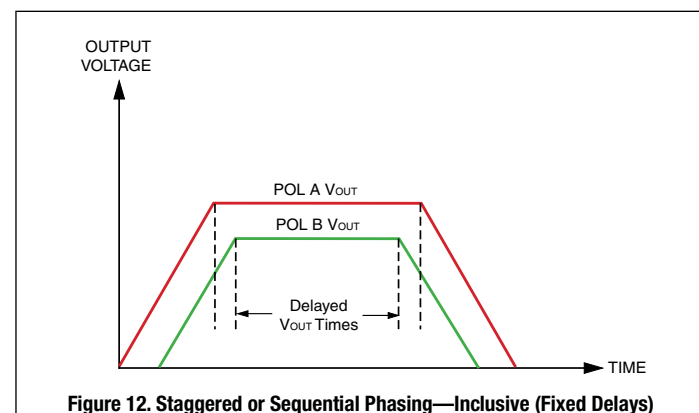 OUTPUT
VOLTAGE
POL A VOUT
POL B VOUT
Delayed
VOUT Times
TIME
Figure 12. Staggered or Sequential Phasing—Inclusive (Fixed Delays)